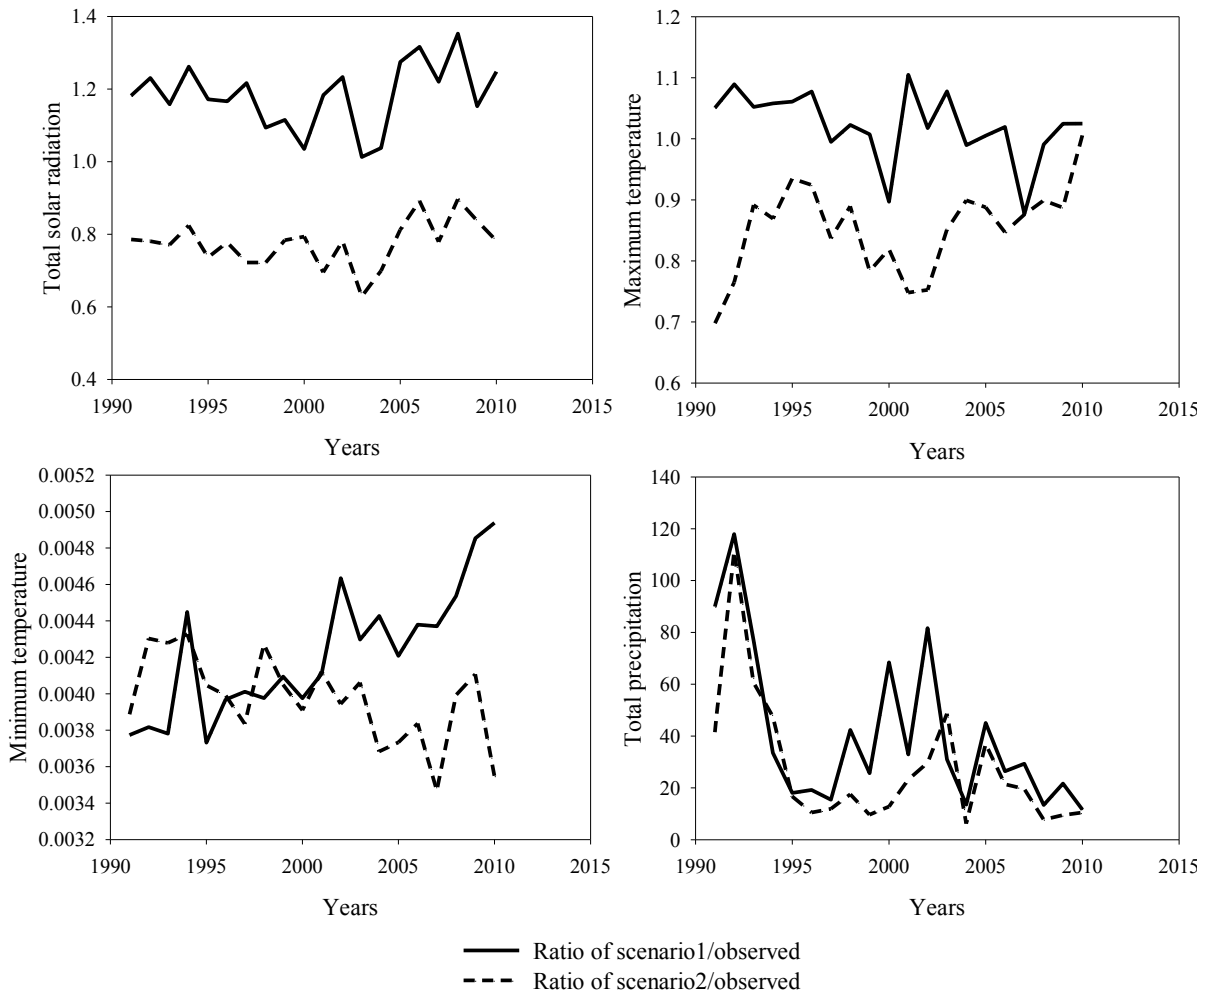 Total solar radiation
1.4
1.2
1.0
0.8
0.6
0.4
1990 1995 2000 2005 2010 2015
Years
Maximum temperature
1.2
1.1
1.0
0.9
0.8
0.7
0.6
1990 1995 2000 2005 2010 2015
Years
Minimum temperature
0.0052
0.0050
0.0048
0.0046
0.0044
0.0042
0.0040
0.0038
0.0036
0.0034
0.0032
1990 1995 2000 2005 2010 2015
Years
Total precipitation
140
120
100
80
60
40
20
0
1990 1995 2000 2005 2010 2015
Years
Ratio of scenario1/observed
Ratio of scenario2/observed